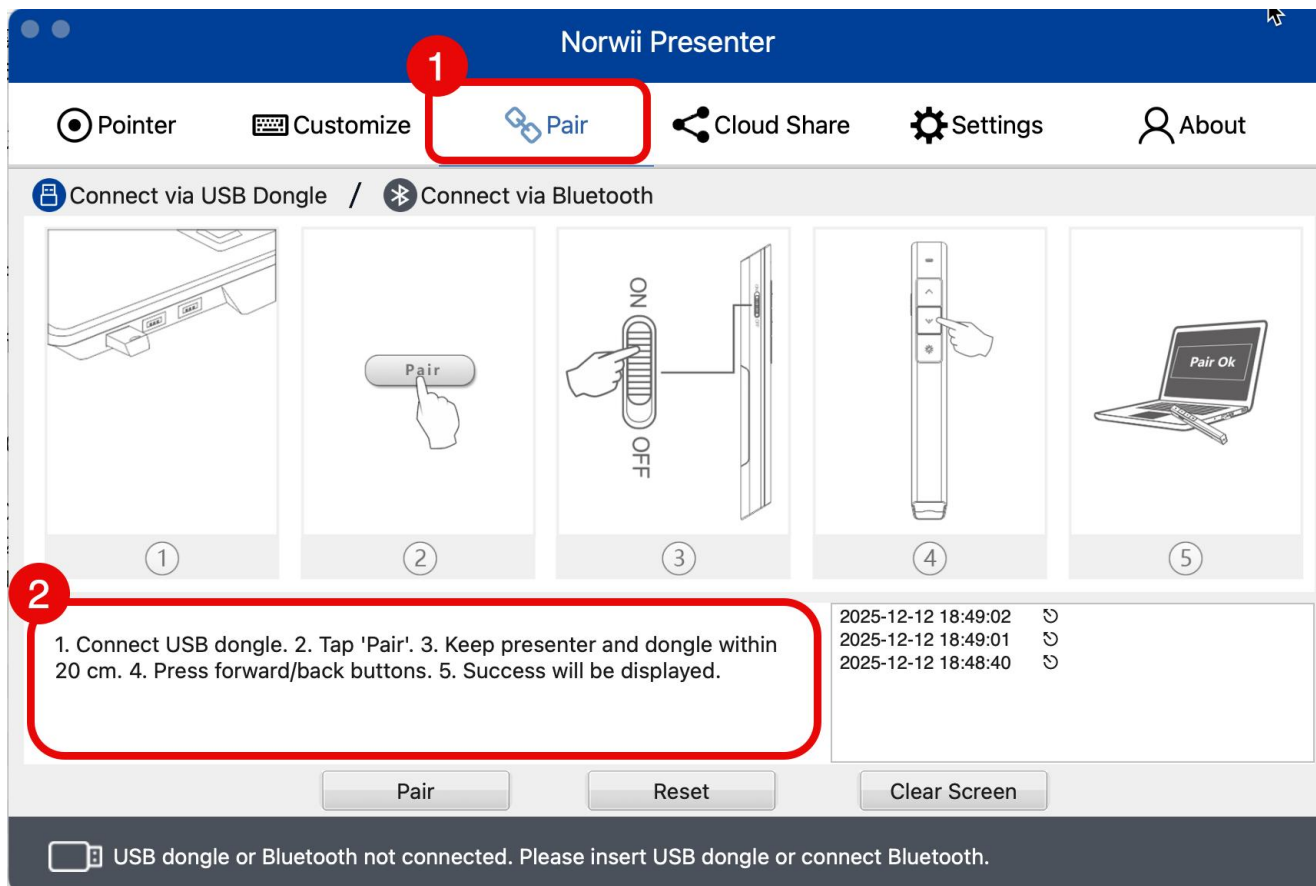 Norwii Presenter
1
Pointer
Customize
Pair
Cloud Share
Settings
About
Connect via USB Dongle / Connect via Bluetooth
Pair
ON
OFF
Pair Ok
1
2
3
4
5
2
1. Connect USB dongle. 2. Tap 'Pair'. 3. Keep presenter and dongle within
20 cm. 4. Press forward/back buttons. 5. Success will be displayed.
2025-12-12 18:49:02
2025-12-12 18:49:01
2025-12-12 18:48:40
Pair
Reset
Clear Screen
USB dongle or Bluetooth not connected. Please insert USB dongle or connect Bluetooth.